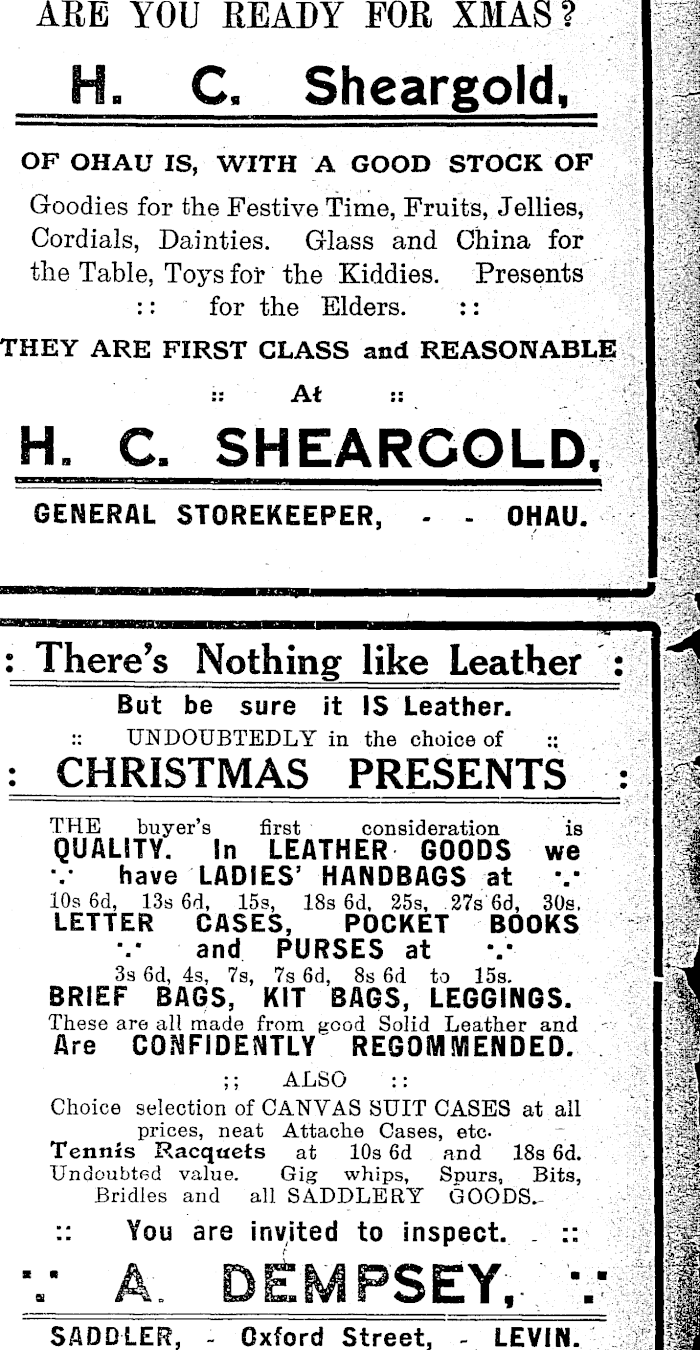 ARE YOU READY FOR XMAS?
H. C. Sheargold,
OF OHAU IS, WITH A GOOD STOCK OF
Goodies for the Festive Time, Fruits, Jellies,
Cordials, Dainties. Glass and China for
the Table, Toys for the Kiddies. Presents
:: for the Elders. ::
THEY ARE FIRST CLASS and REASONABLE
:: At ::
H. C. SHEARGOLD,
GENERAL STOREKEEPER, - - OHAU.
: There's Nothing like Leather :
But be sure it IS Leather.
:: UNDOUBTEDLY in the choice of ::
: CHRISTMAS PRESENTS :
THE buyer's first consideration is
QUALITY. In LEATHER GOODS we
have LADIES' HANDBAGS at
10s 6d, 13s 6d, 15s, 18s 6d, 25s, 27s 6d, 30s.
LETTER CASES, POCKET BOOKS
and PURSES at
3s 6d, 4s, 7s, 7s 6d, 8s 6d to 15s.
BRIEF BAGS, KIT BAGS, LEGGINGS.
These are all made from good Solid Leather and
Are CONFIDENTLY REGOMMENDED.
;; ALSO ::
Choice selection of CANVAS SUIT CASES at all
prices, neat Attache Cases, etc.
Tennis Racquets at 10s 6d and 18s 6d.
Undoubted value. Gig whips, Spurs, Bits,
Bridles and all SADDLERY GOODS.
:: You are invited to inspect. ::
A. DEMPSEY,
SADDLER, - Oxford Street, - LEVIN.